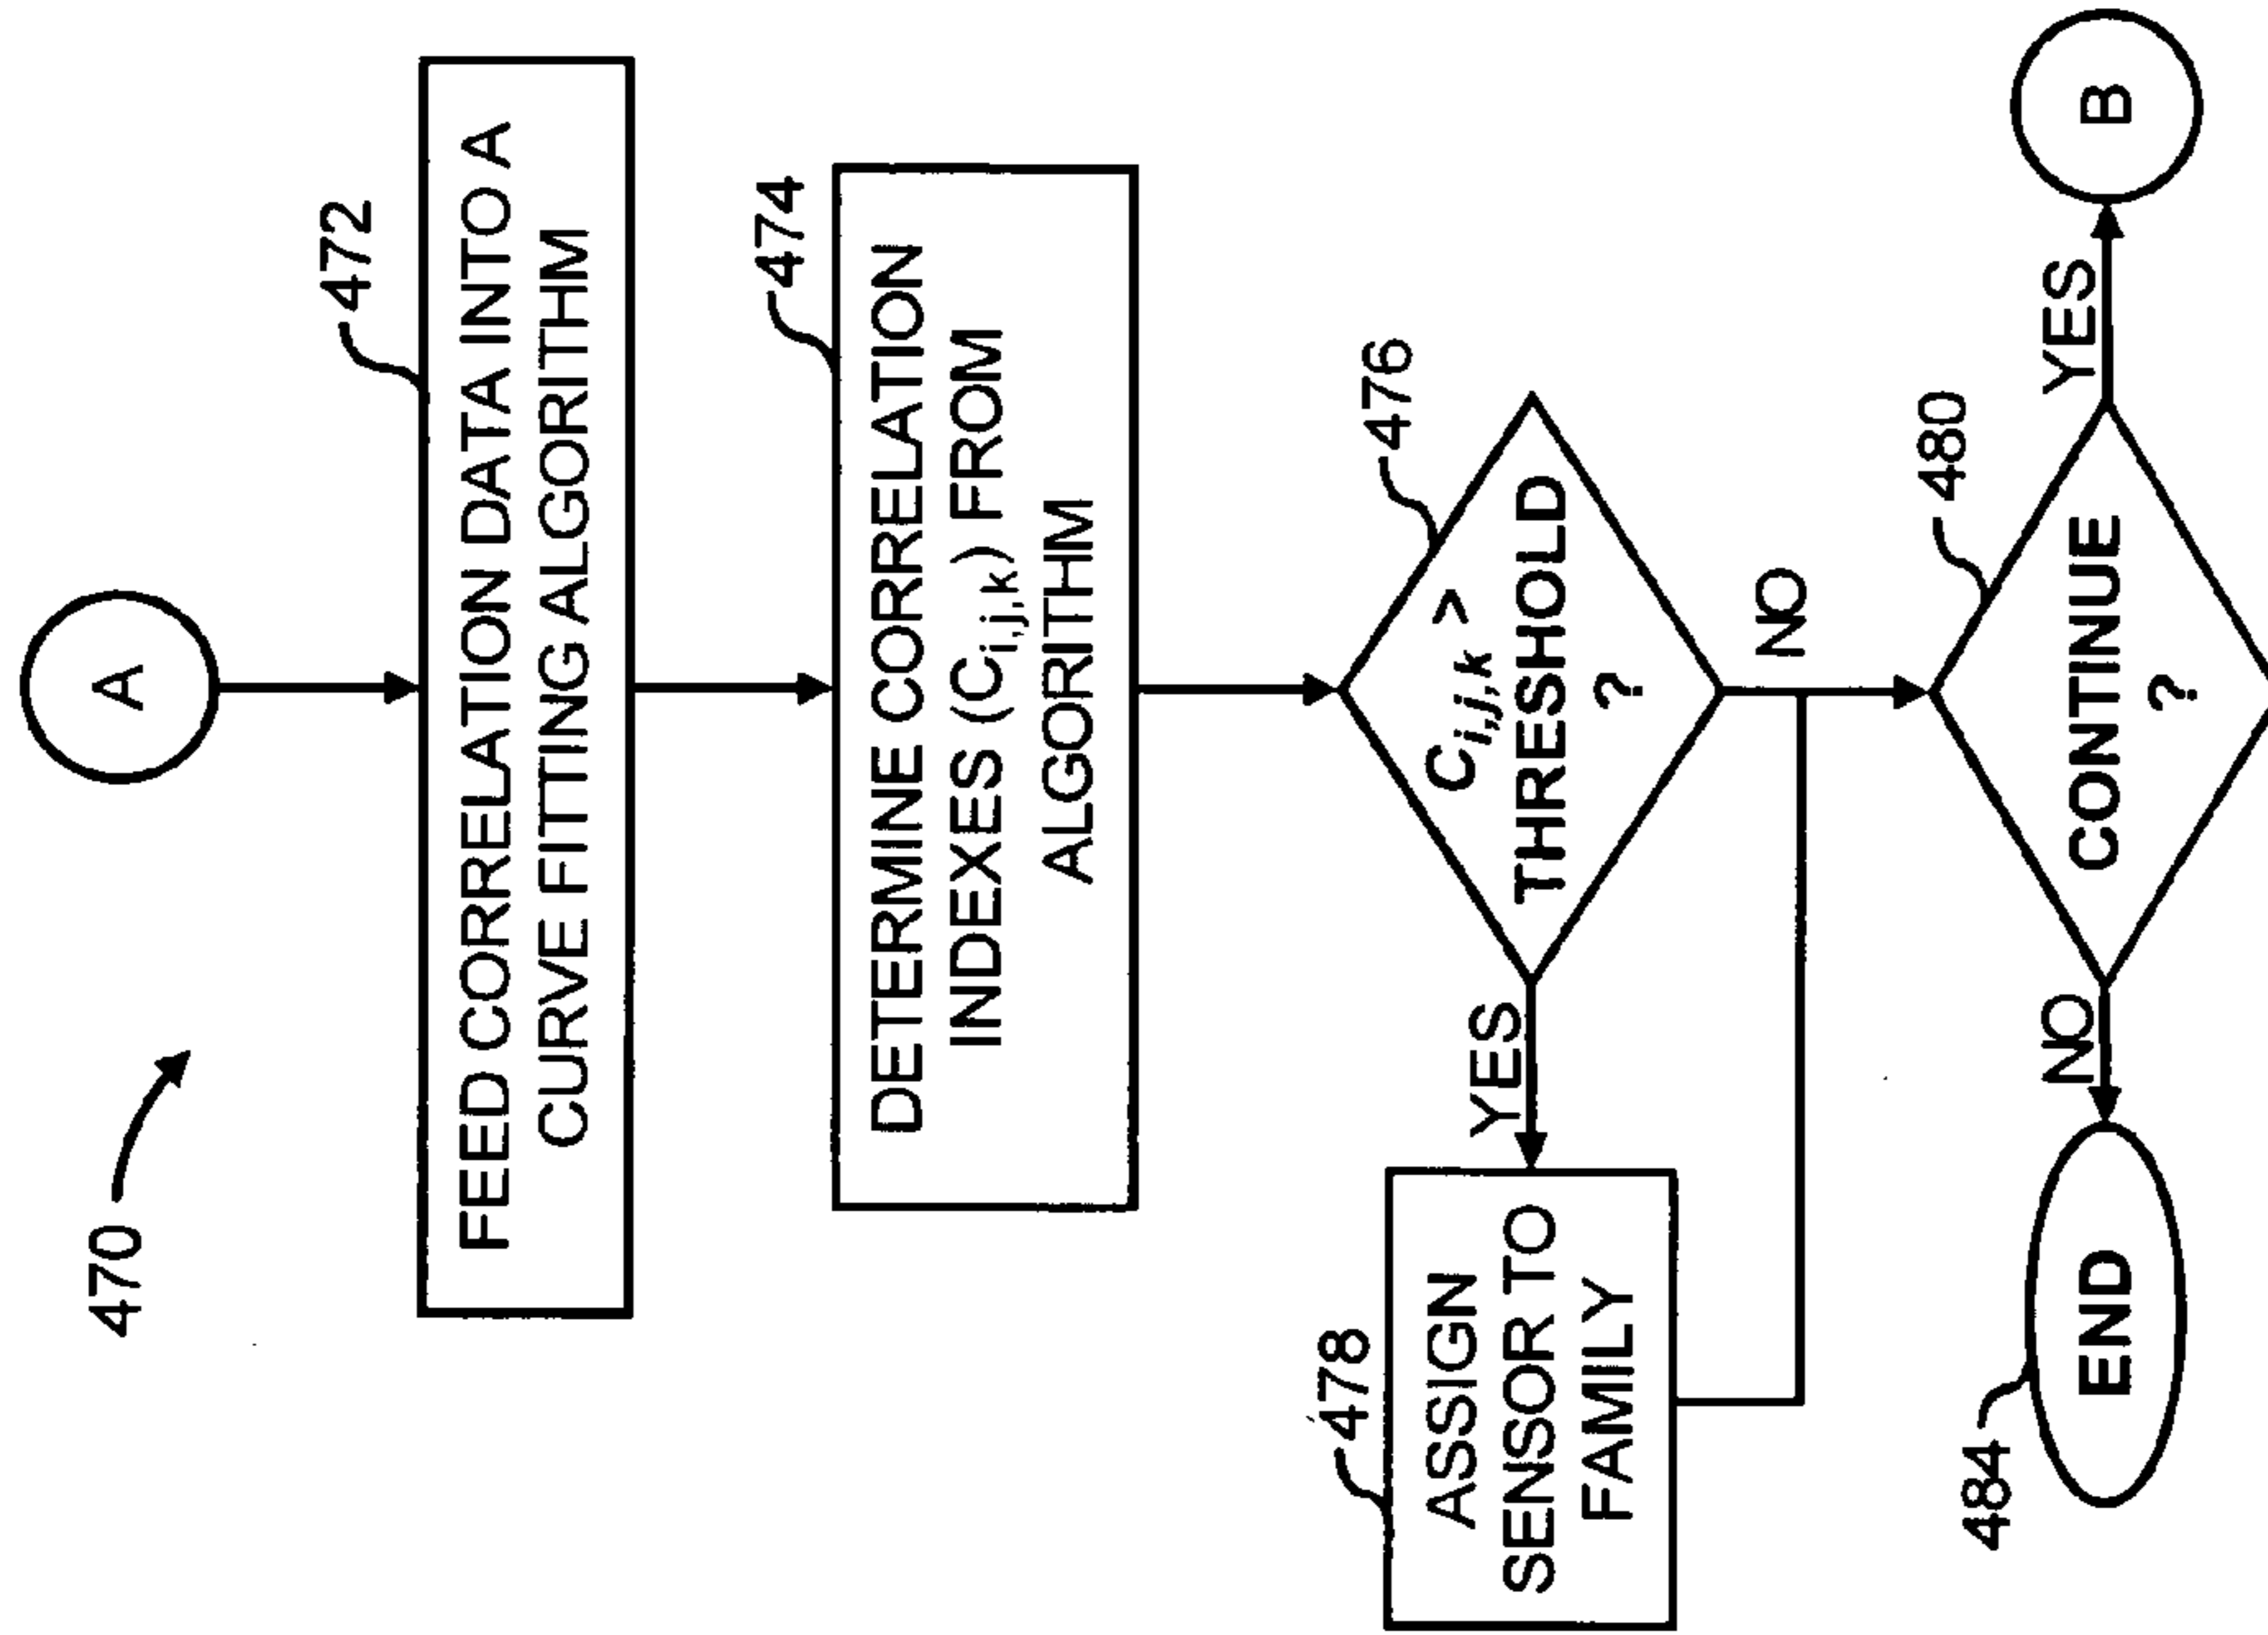 470
A
472
FEED CORRELATION DATA INTO A
CURVE FITTING ALGORITHM
474
DETERMINE CORRELATION
INDEXES (Ci,j,k) FROM
ALGORITHM
476
Ci,j,k >
THRESHOLD
?
YES
NO
478
ASSIGN
SENSOR TO
FAMILY
480
CONTINUE
?
NO
YES
484
END
B